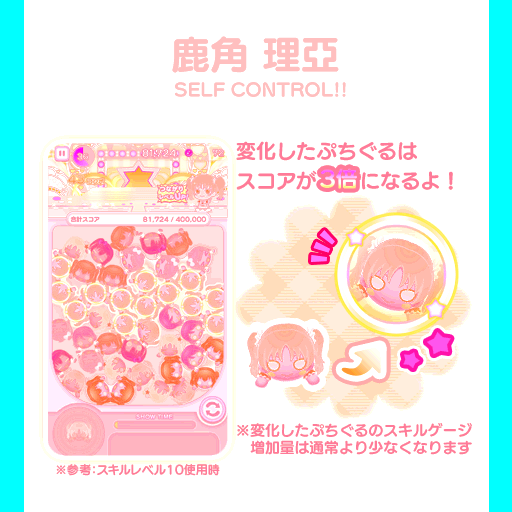 鹿角 理亞
SELF CONTROL!!
変化したぷちぐるは
スコアが3倍になるよ！
合計スコア 81,724 / 400,000
※変化したぷちぐるのスキルゲージ
増加量は通常より少なくなります
※参考：スキルレベル10使用時